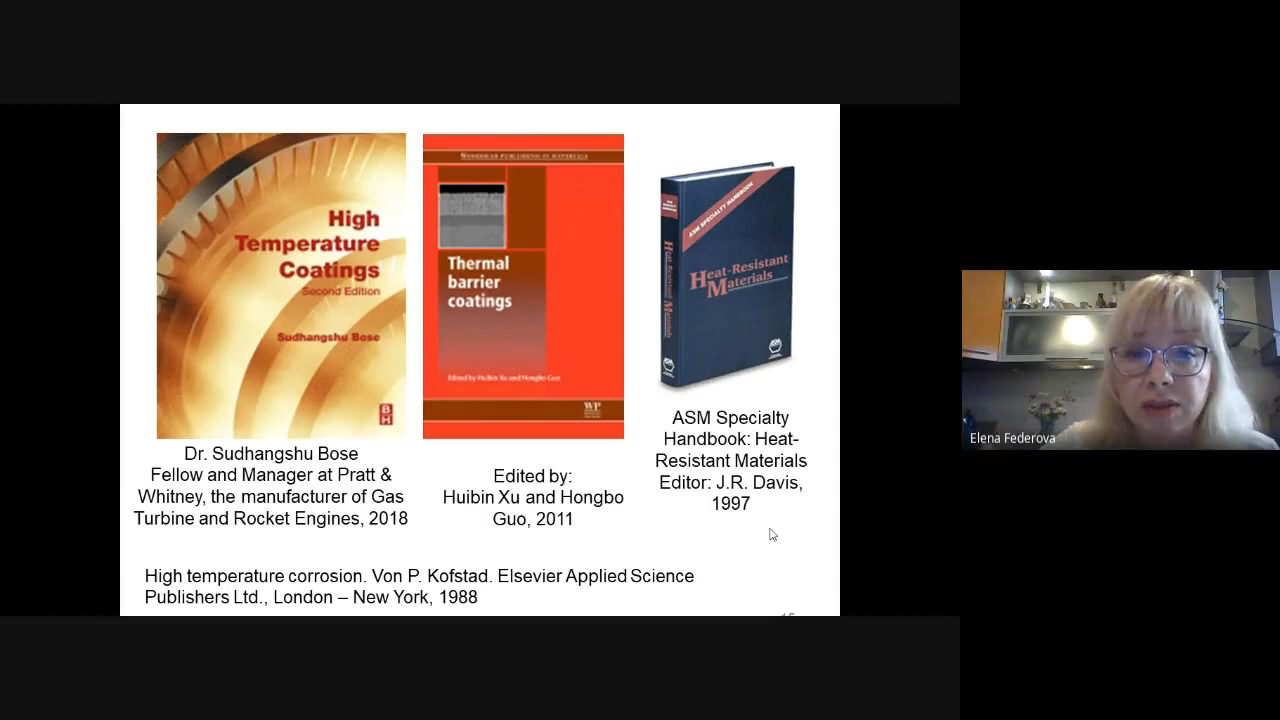 High
Temperature
Coatings
Second Edition
Sudhangshu Bose
B
H
WOODHEAD PUBLISHING IN MATERIALS
Thermal
barrier
coatings
Edited by Huibin Xu and Hongbo Guo
WP
ASM SPECIALTY HANDBOOK
Heat-Resistant
Materials
Heat-Resistant Materials
ASM
Dr. Sudhangshu Bose
Fellow and Manager at Pratt &
Whitney, the manufacturer of Gas
Turbine and Rocket Engines, 2018
Edited by:
Huibin Xu and Hongbo
Guo, 2011
ASM Specialty
Handbook: Heat-
Resistant Materials
Editor: J.R. Davis,
1997
High temperature corrosion. Von P. Kofstad. Elsevier Applied Science
Publishers Ltd., London – New York, 1988
Elena Federova